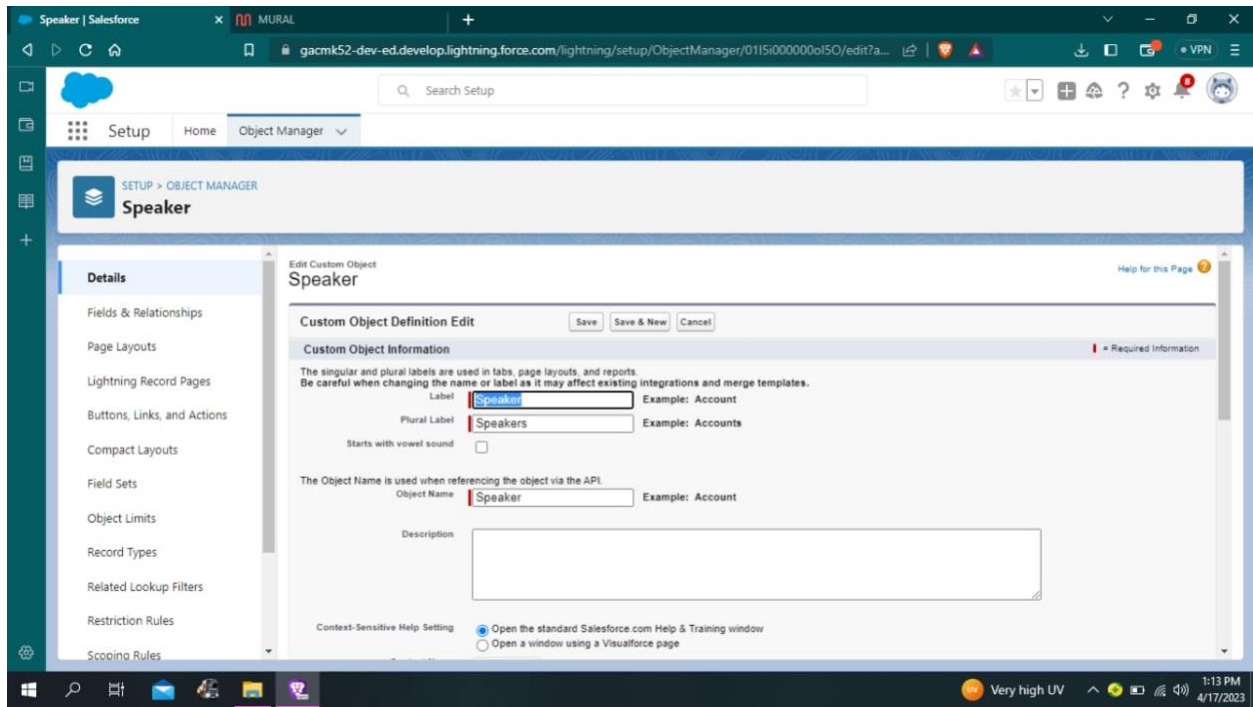 Speaker | Salesforce
MURAL
gacmk52-dev-ed.develop.lightning.force.com/lightning/setup/ObjectManager/01I5i000000oI5O/edit?a...
VPN
Search Setup
8
Setup
Home
Object Manager
SETUP > OBJECT MANAGER
Speaker
Details
Fields & Relationships
Page Layouts
Lightning Record Pages
Buttons, Links, and Actions
Compact Layouts
Field Sets
Object Limits
Record Types
Related Lookup Filters
Restriction Rules
Scoping Rules
Edit Custom Object
Speaker
Help for this Page
Custom Object Definition Edit
Save
Save & New
Cancel
Custom Object Information
= Required Information
The singular and plural labels are used in tabs, page layouts, and reports.
Be careful when changing the name or label as it may affect existing integrations and merge templates.
Label Speaker Example: Account
Plural Label Speakers Example: Accounts
Starts with vowel sound
The Object Name is used when referencing the object via the API.
Object Name Speaker Example: Account
Description
Context-Sensitive Help Setting
Open the standard Salesforce.com Help & Training window
Open a window using a Visualforce page
UV
Very high UV
1:13 PM
4/17/2023